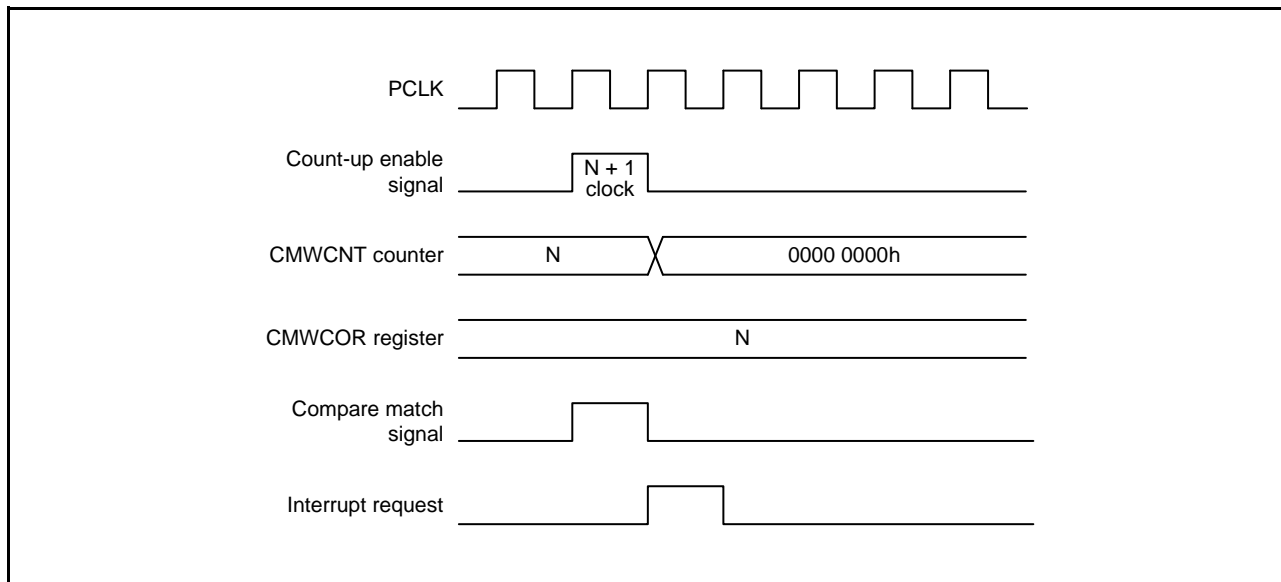 PCLK
Count-up enable
signal
N + 1
clock
CMWCNT counter
N
0000 0000h
CMWCOR register
N
Compare match
signal
Interrupt request